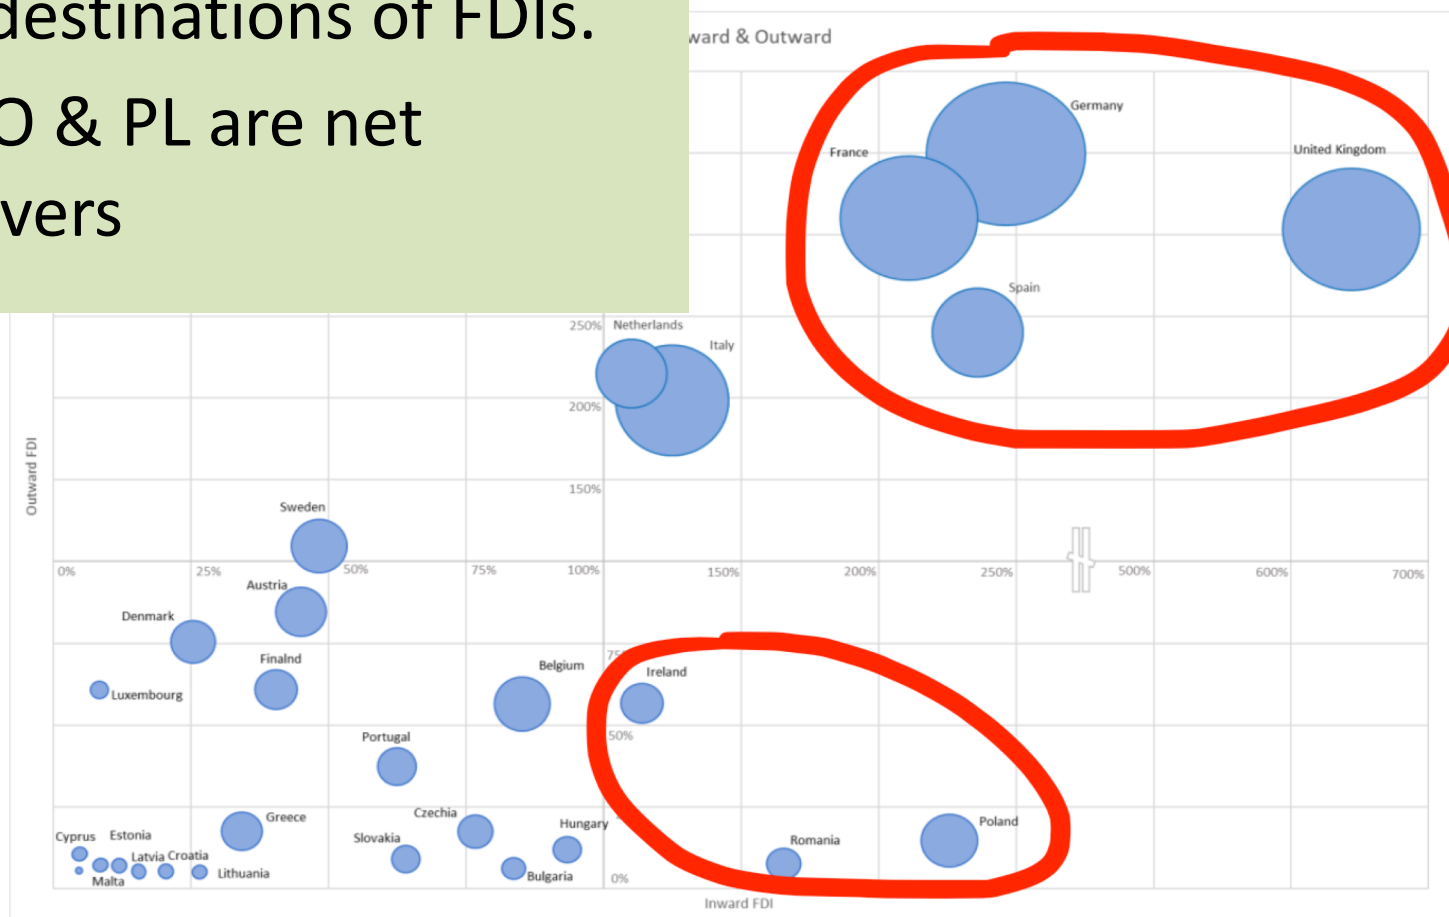 destinations of FDIs.
O & PL are net
vers
ward & Outward
Germany
France
United Kingdom
Spain
250%
Netherlands
Italy
200%
Outward FDI
150%
Sweden
0%
25%
50%
75%
100%
150%
200%
250%
500%
600%
700%
Austria
Denmark
Finalnd
Luxembourg
Belgium
75
Ireland
50%
Portugal
Greece
Czechia
Hungary
Slovakia
Romania
Poland
Cyprus
Estonia
Latvia
Croatia
Lithuania
Malta
Bulgaria
0%
Inward FDI